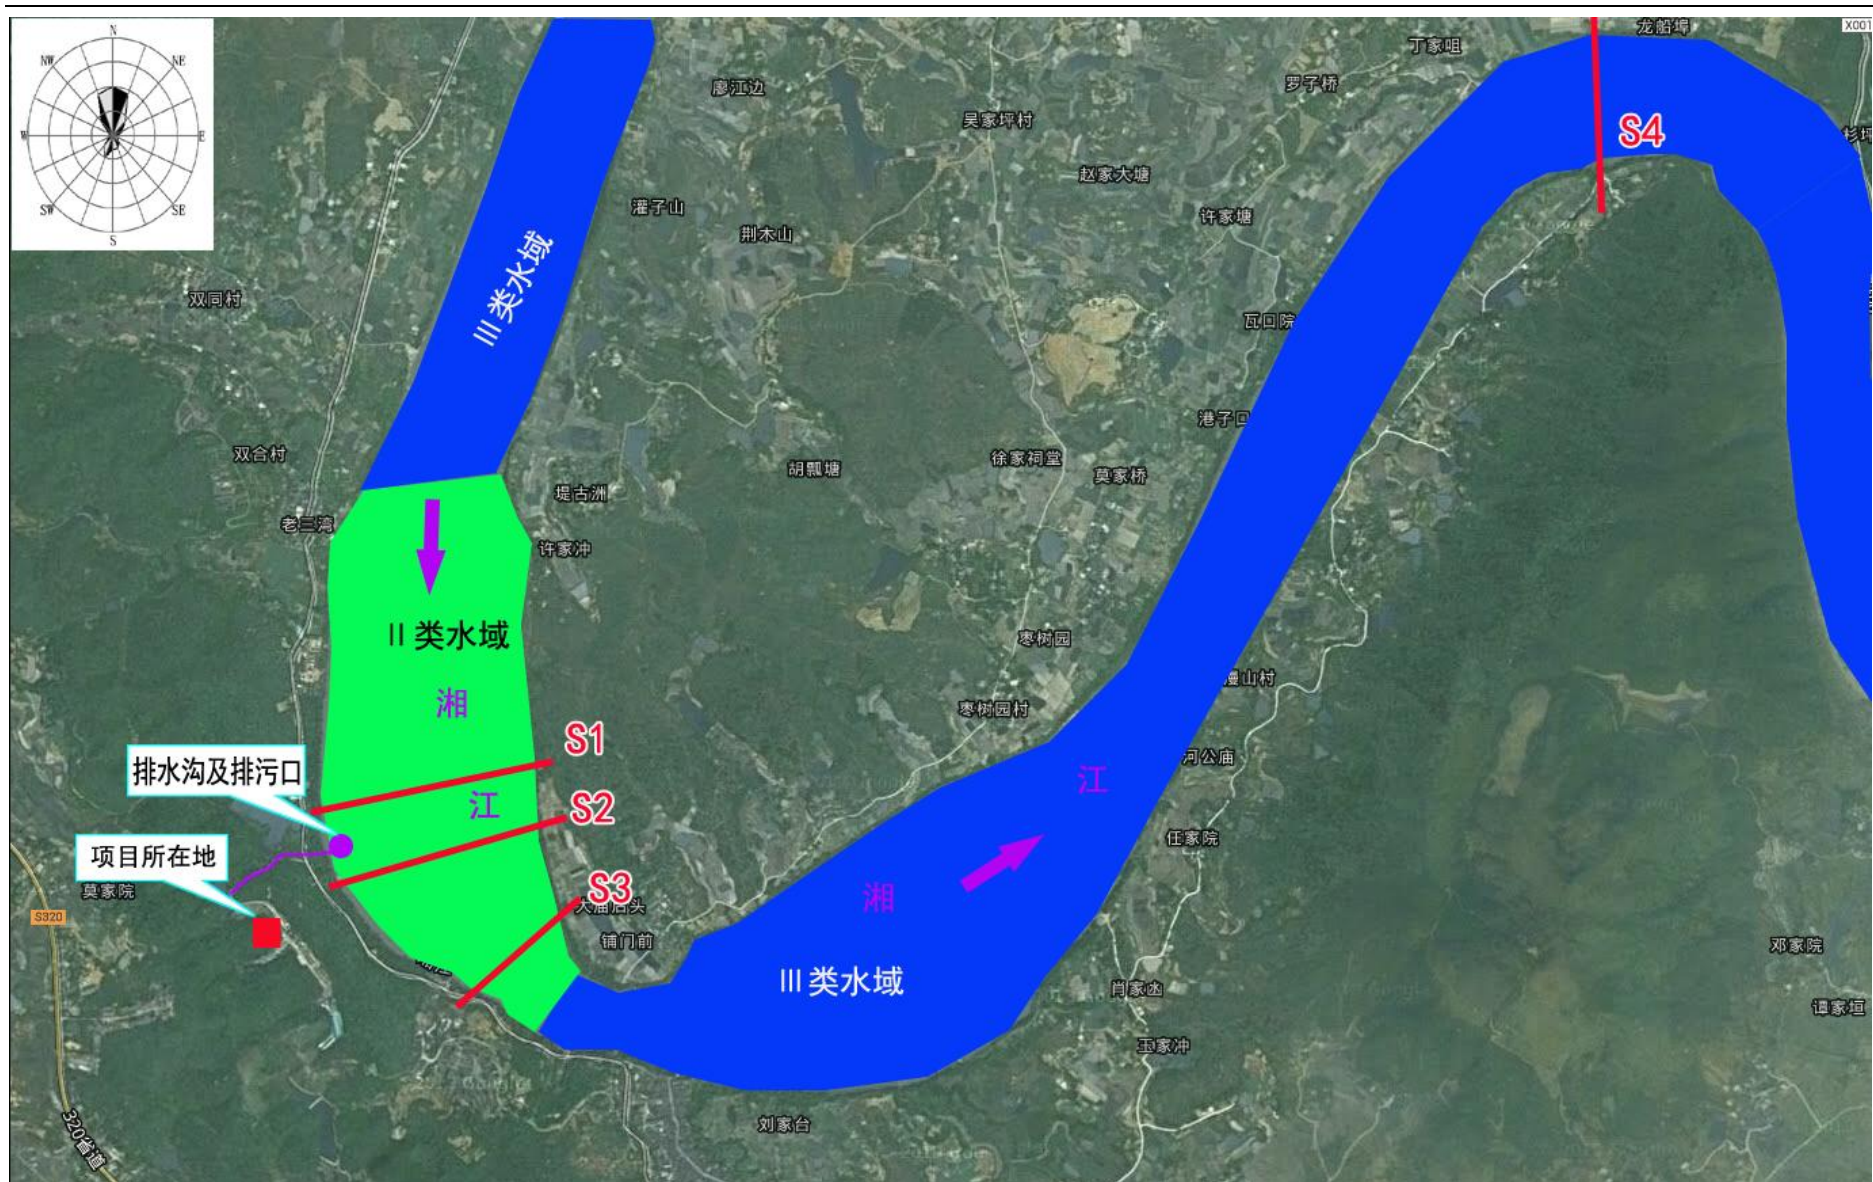 N
NW
NE
W
E
SW
SE
S
龙船埠
X001
丁家咀
罗子桥
廖江边
吴家坪村
S4
赵家大塘
灌子山
许家塘
荆木山
III类水域
双同村
瓦口院
港子口
双合村
胡瓢塘
徐家祠堂
莫家桥
堤古洲
老三湾
许家冲
II类水域
枣树园
湘
枣树园村
S1
河公庙
排水沟及排污口
江
江
S2
项目所在地
任家院
莫家院
S3
湘
S320
铺门前
邓家院
III类水域
肖家凼
谭家垣
玉家冲
刘家台
320省道